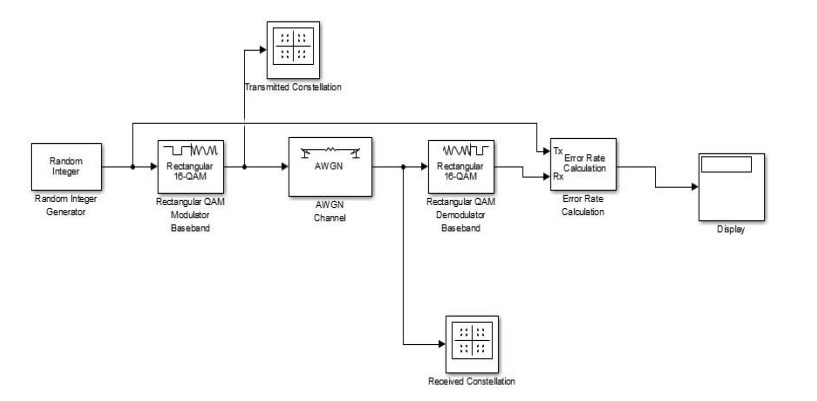 Transmitted Constellation
Random
Integer
Random Integer
Generator
Rectangular
16-QAM
Rectangular QAM
Modulator
Baseband
AWGN
AWGN
Channel
Rectangular
16-QAM
Rectangular QAM
Demodulator
Baseband
Tx
Rx
Error Rate
Calculation
Error Rate
Calculation
Display
Received Constellation